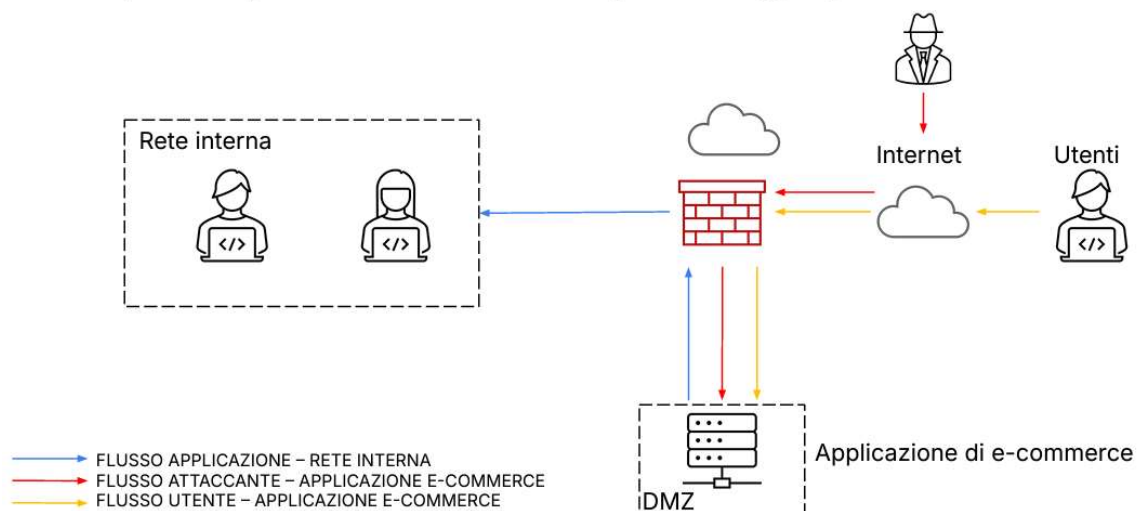 Rete interna
Internet
Utenti
</>
</>
</>
Applicazione di e-commerce
DMZ
FLUSSO APPLICAZIONE – RETE INTERNA
FLUSSO ATTACCANTE – APPLICAZIONE E-COMMERCE
FLUSSO UTENTE – APPLICAZIONE E-COMMERCE